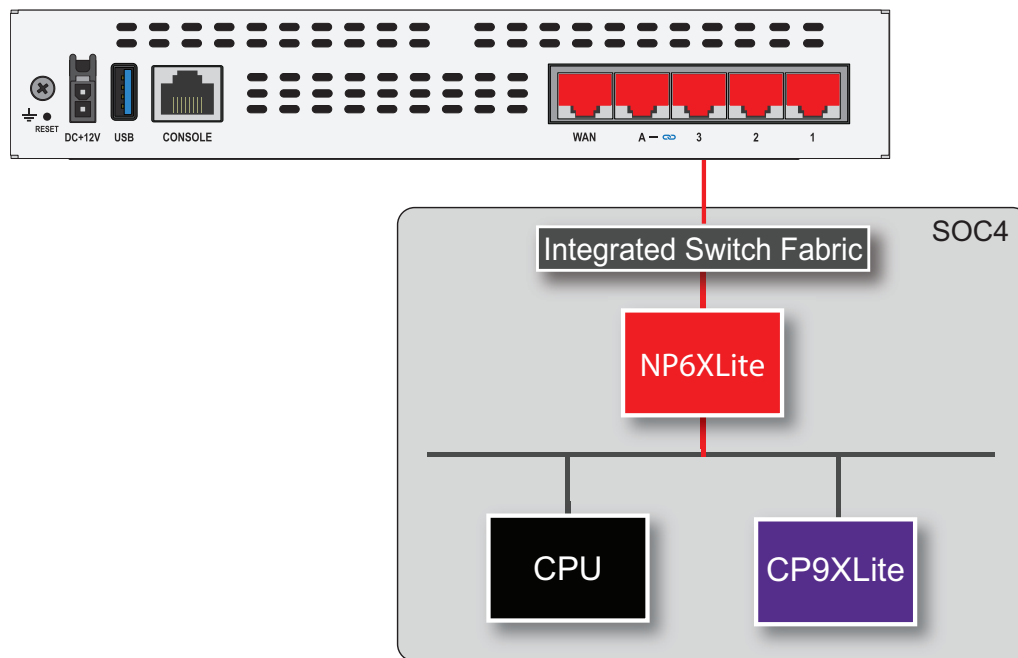 RESET
DC+12V
USB
CONSOLE
WAN
A
3
2
1
SOC4
Integrated Switch Fabric
NP6XLite
CPU
CP9XLite